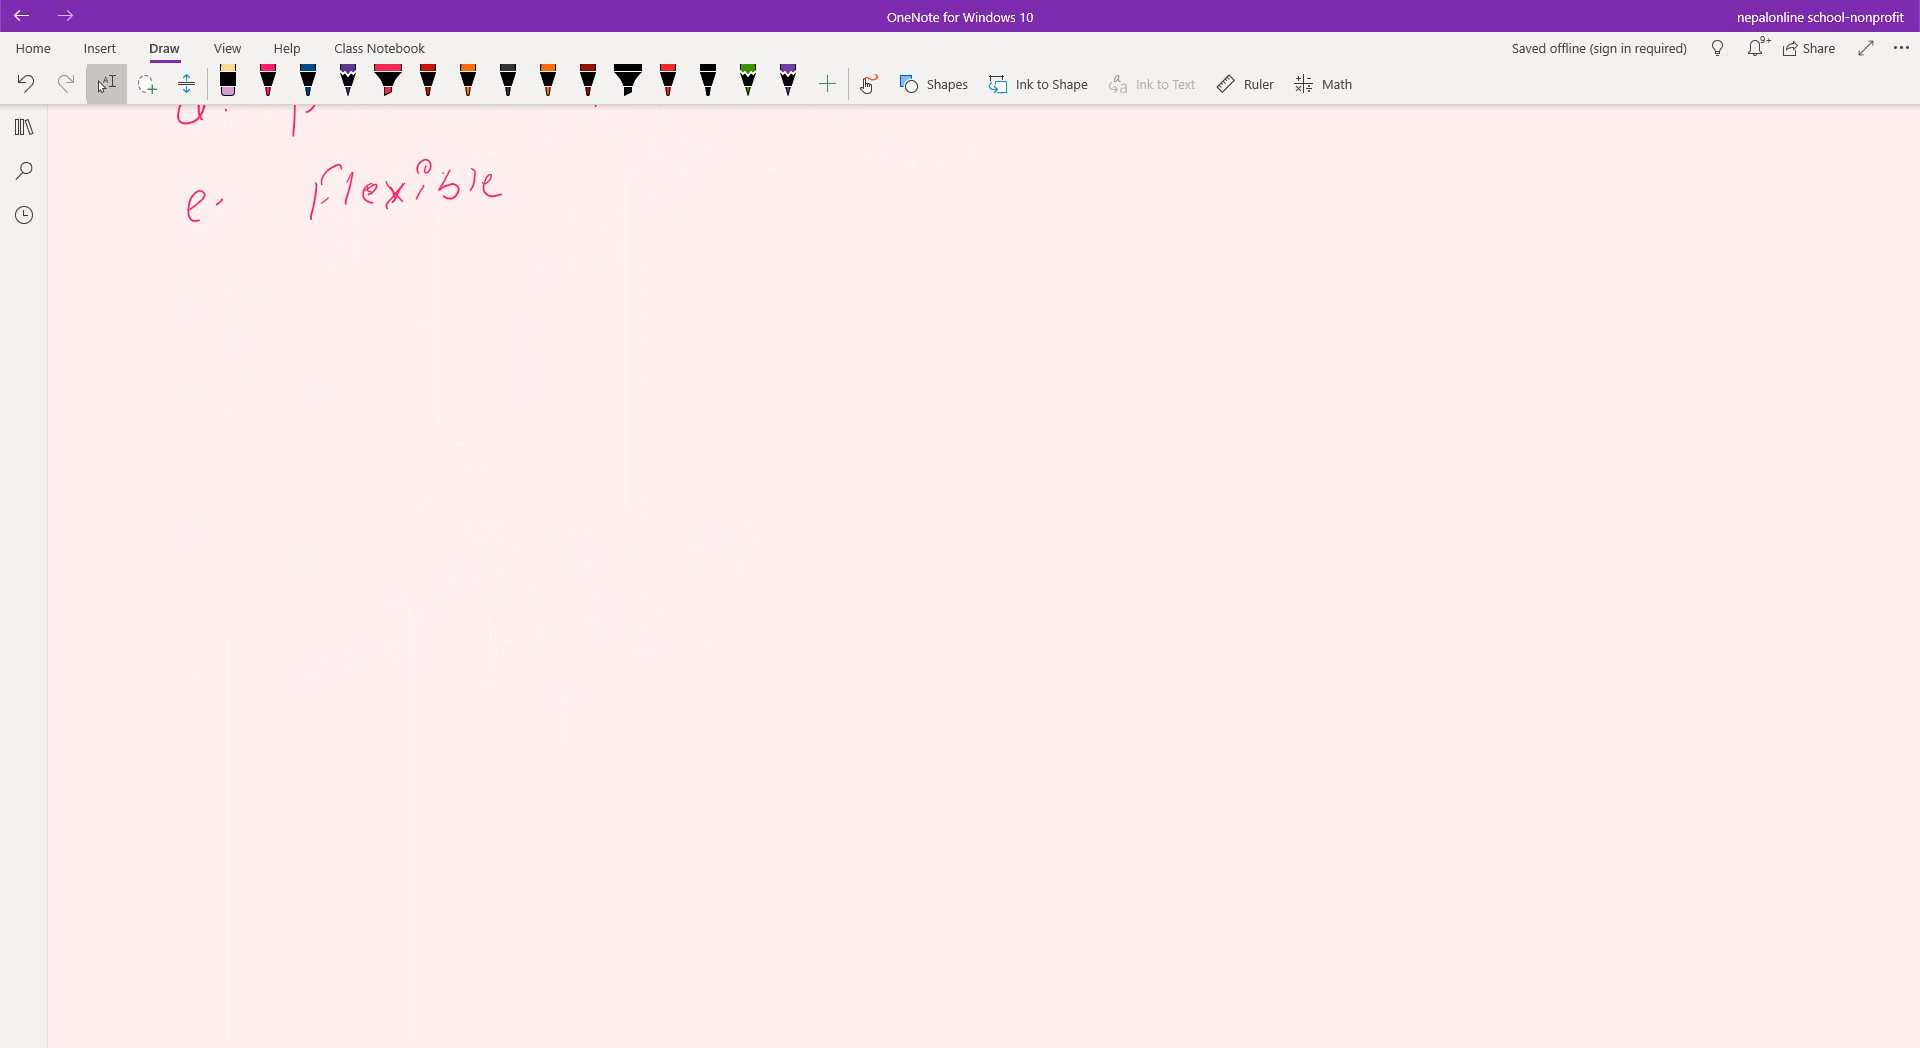 OneNote for Windows 10
nepalonline school-nonprofit
Home Insert Draw View Help Class Notebook
Saved offline (sign in required) 9+ Share
Shapes Ink to Shape Ink to Text Ruler Math
e. Flexible